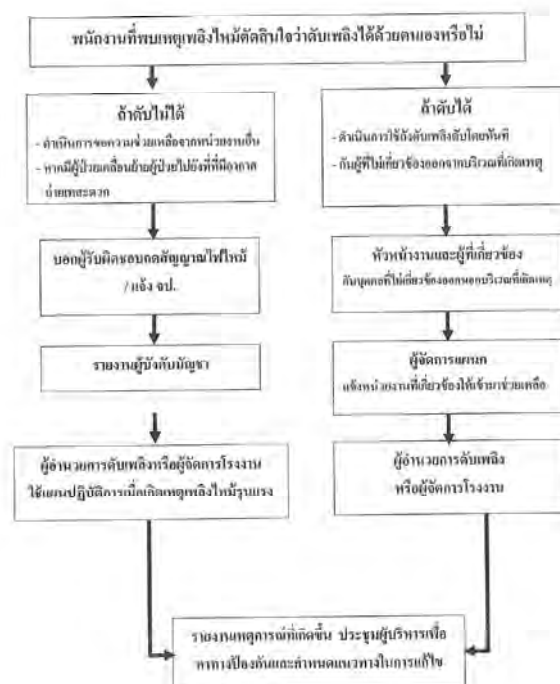 พนักงานที่พบเหตุเพลิงไหม้ตัดสินใจว่าดับเพลิงได้ด้วยตนเองหรือไม่
ถ้าดับไม่ได้
- ดำเนินการขอความช่วยเหลือจากหน่วยงานอื่น
- หากมีผู้ป่วยเคลื่อนย้ายผู้ป่วยไปยังที่ที่มีอากาศ
ถ่ายเทสะดวก
บอกผู้รับผิดชอบกดสัญญาณไฟไหม้
/ แจ้ง จป.
รายงานผู้บังคับบัญชา
ผู้อำนวยการดับเพลิงหรือผู้จัดการโรงงาน
ใช้แผนปฏิบัติการเมื่อเกิดเหตุเพลิงไหม้รุนแรง
ถ้าดับได้
- ดำเนินการใช้ถังดับเพลิงดับโดยทันที
- กันผู้ที่ไม่เกี่ยวข้องออกจากบริเวณที่เกิดเหตุ
หัวหน้างานและผู้ที่เกี่ยวข้อง
กันบุคคลที่ไม่เกี่ยวข้องออกนอกบริเวณที่เกิดเหตุ
ผู้จัดการแผนก
แจ้งหน่วยงานที่เกี่ยวข้องให้เข้ามาช่วยเหลือ
ผู้อำนวยการดับเพลิง
หรือผู้จัดการโรงงาน
รายงานเหตุการณ์ที่เกิดขึ้น ประชุมผู้บริหารเพื่อ
หาทางป้องกันและกำหนดแนวทางในการแก้ไข